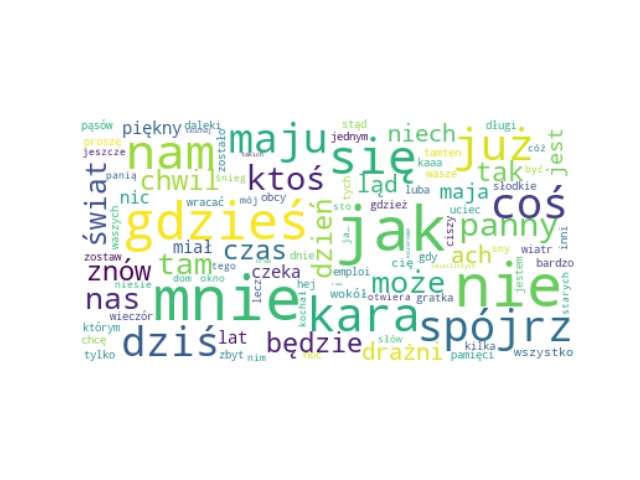 pąsów piękny daleki stąd długi
proszę nam maju się jednym niech już jest
jeszcze zostało tamten cóż
panią chwil śnieg ktoś ląd kaaa wasze tak być
świat nic wracać mój obcy tych luba maja słodkie coś
waszych gdzieś dzień sto gdzież jak uciec panny inni
miał czas ja... ciszy ach sny wiatr
zostaw tam tego dnie cię gdy bardzo
znów czeka emploi może jestem nie
niesie dom okno hej wokół otwiera gratka starych
nas mnie lecz kochał kara
wieczór słów spójrz
którym dziś lat będzie
chcę drażni kilka
tylko zbyt nim noc pamięci wszystko